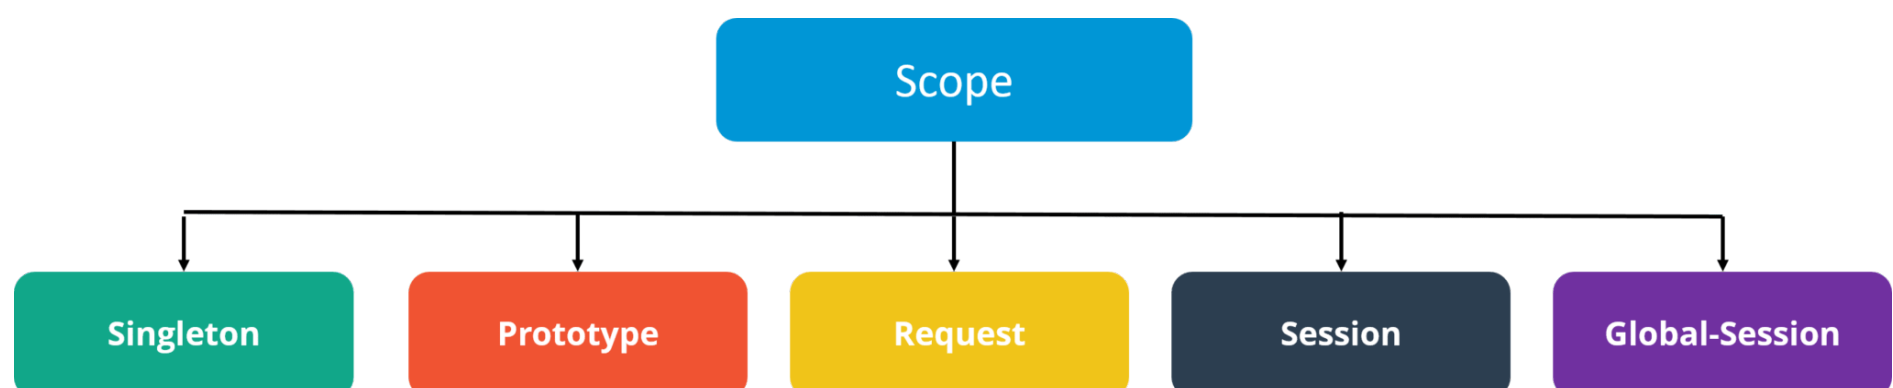 Scope
Singleton
Prototype
Request
Session
Global-Session